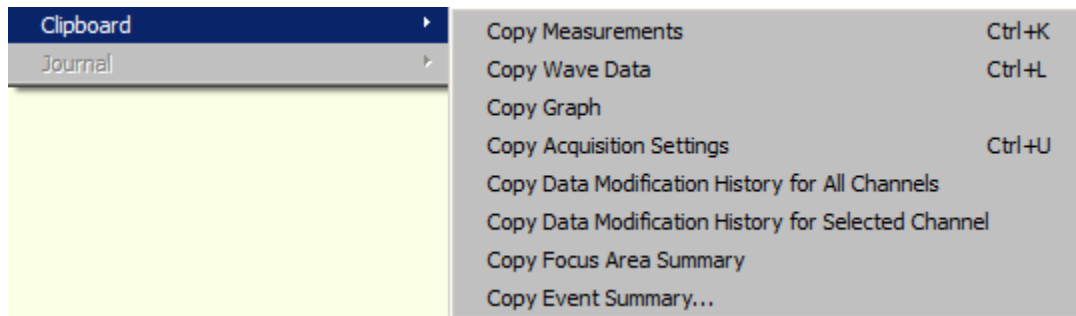 Clipboard
Journal
Copy Measurements Ctrl+K
Copy Wave Data Ctrl+L
Copy Graph
Copy Acquisition Settings Ctrl+U
Copy Data Modification History for All Channels
Copy Data Modification History for Selected Channel
Copy Focus Area Summary
Copy Event Summary...